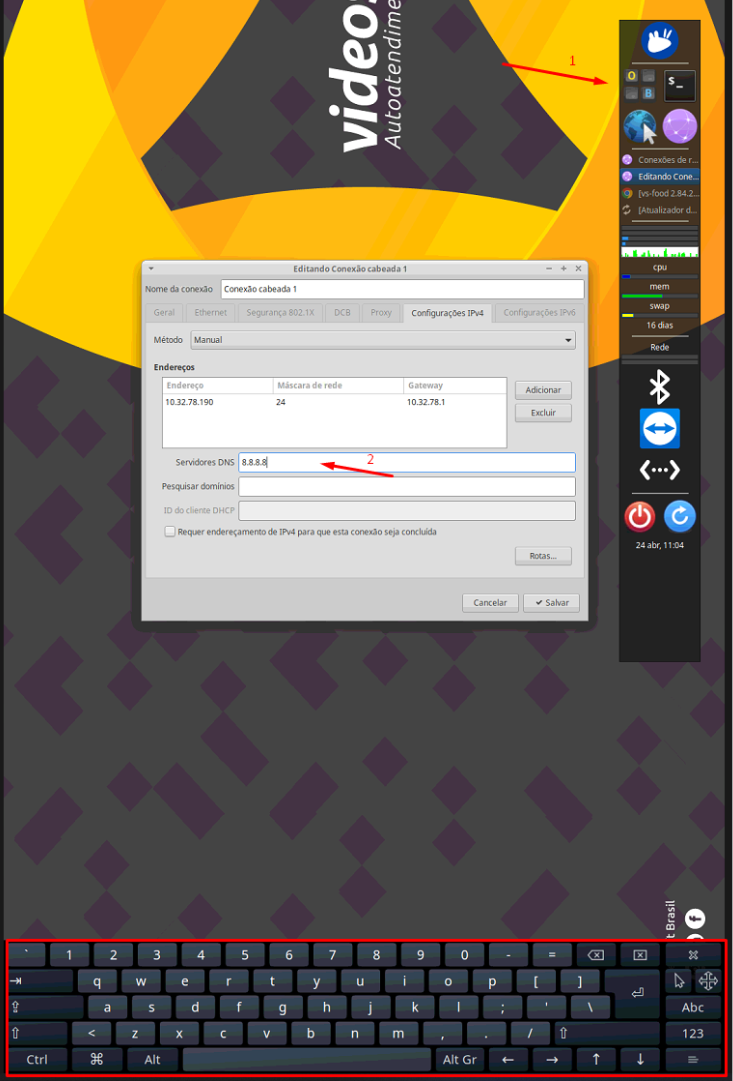 videos
Autoatendime
1
O
B
$_
Conexões de r...
Editando Cone...
[vs-food 2.84.2...
[Atualizador d...
cpu
mem
swap
16 dias
Rede
24 abr, 11:04
Editando Conexão cabeada 1
Nome da conexão Conexão cabeada 1
Geral Ethernet Segurança 802.1X DCB Proxy Configurações IPv4 Configurações IPv6
Método Manual
Endereços
Endereço Máscara de rede Gateway
10.32.78.190 24 10.32.78.1
Adicionar
Excluir
Servidores DNS 8.8.8.8
2
Pesquisar domínios
ID do cliente DHCP
Requer endereçamento de IPv4 para que esta conexão seja concluída
Rotas...
Cancelar Salvar
t Brasil
f
` 1 2 3 4 5 6 7 8 9 0 - =
q w e r t y u i o p [ ]
a s d f g h j k l ; ' \ Abc
< z x c v b n m , . / 123
Ctrl ⌘ Alt Alt Gr ← → ↑ ↓